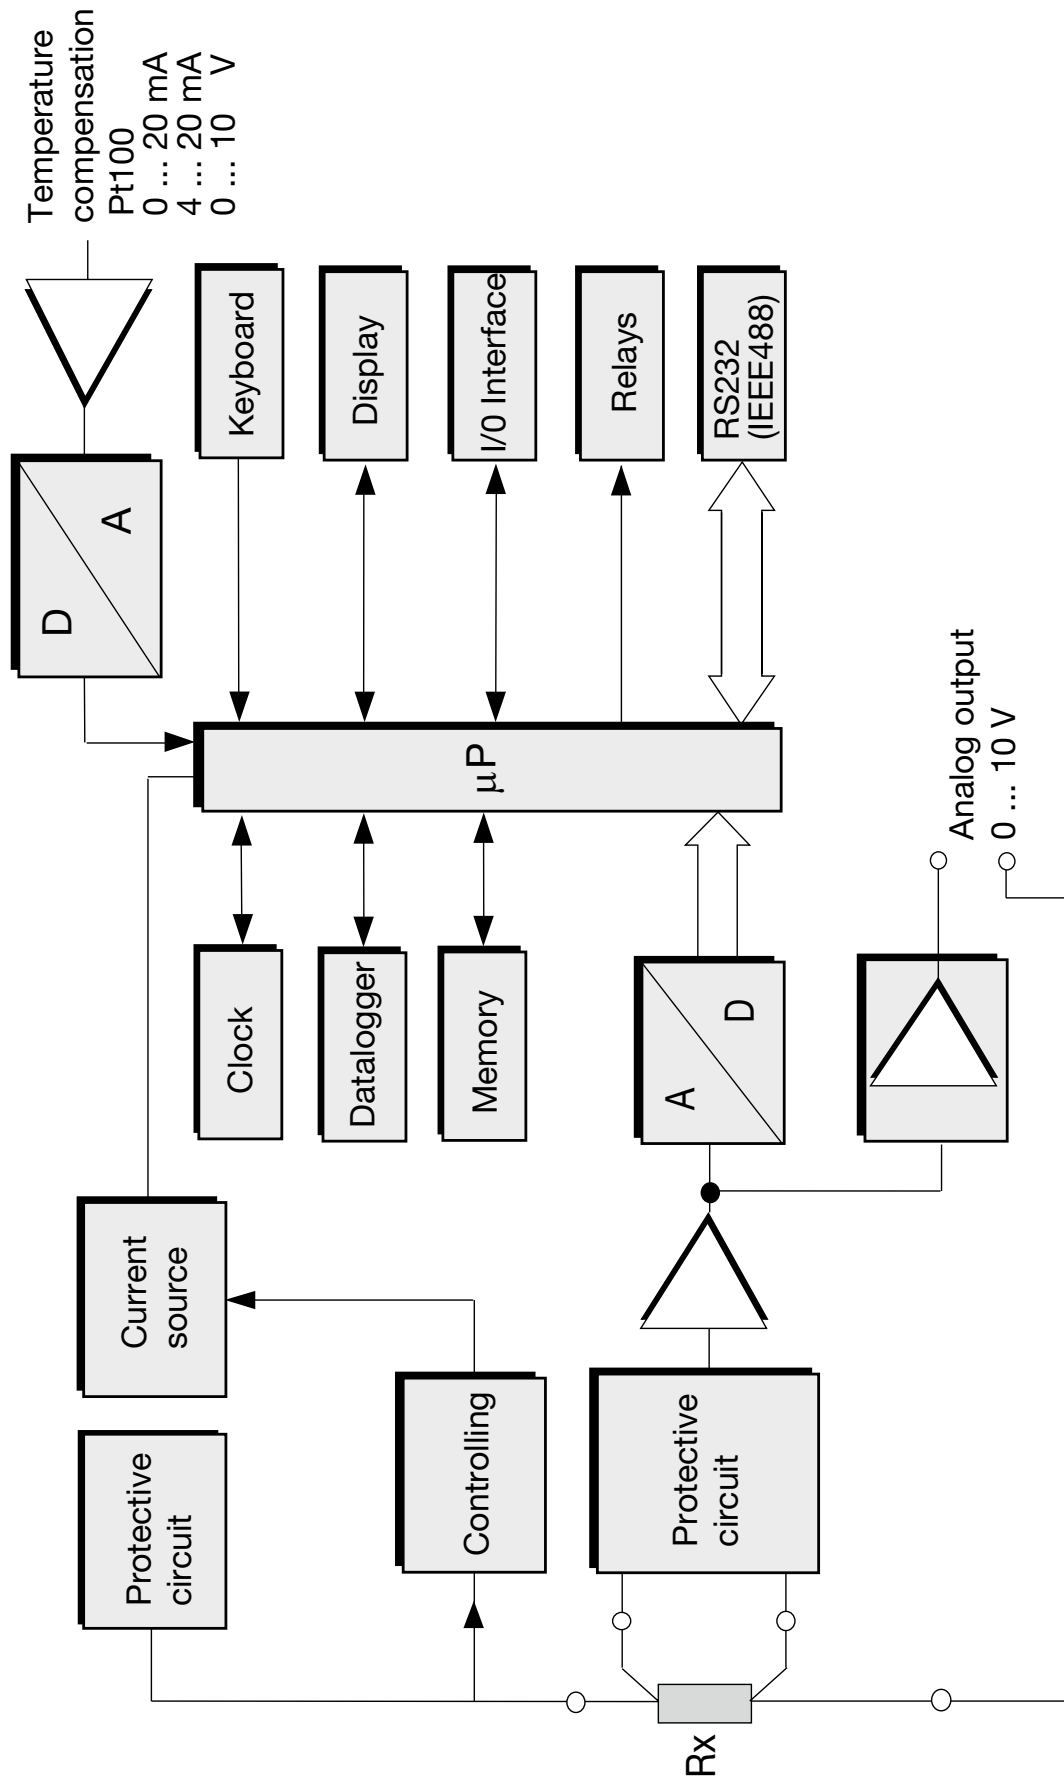 Protective
circuit
Current
source
D
A
Temperature
compensation
Pt100
0 ... 20 mA
4 ... 20 mA
0 ... 10 V
Clock
Keyboard
Datalogger
Display
Controlling
Memory
µP
I/0 Interface
Relays
Rx
Protective
circuit
A
D
RS232
(IEEE488)
Analog output
0 ... 10 V